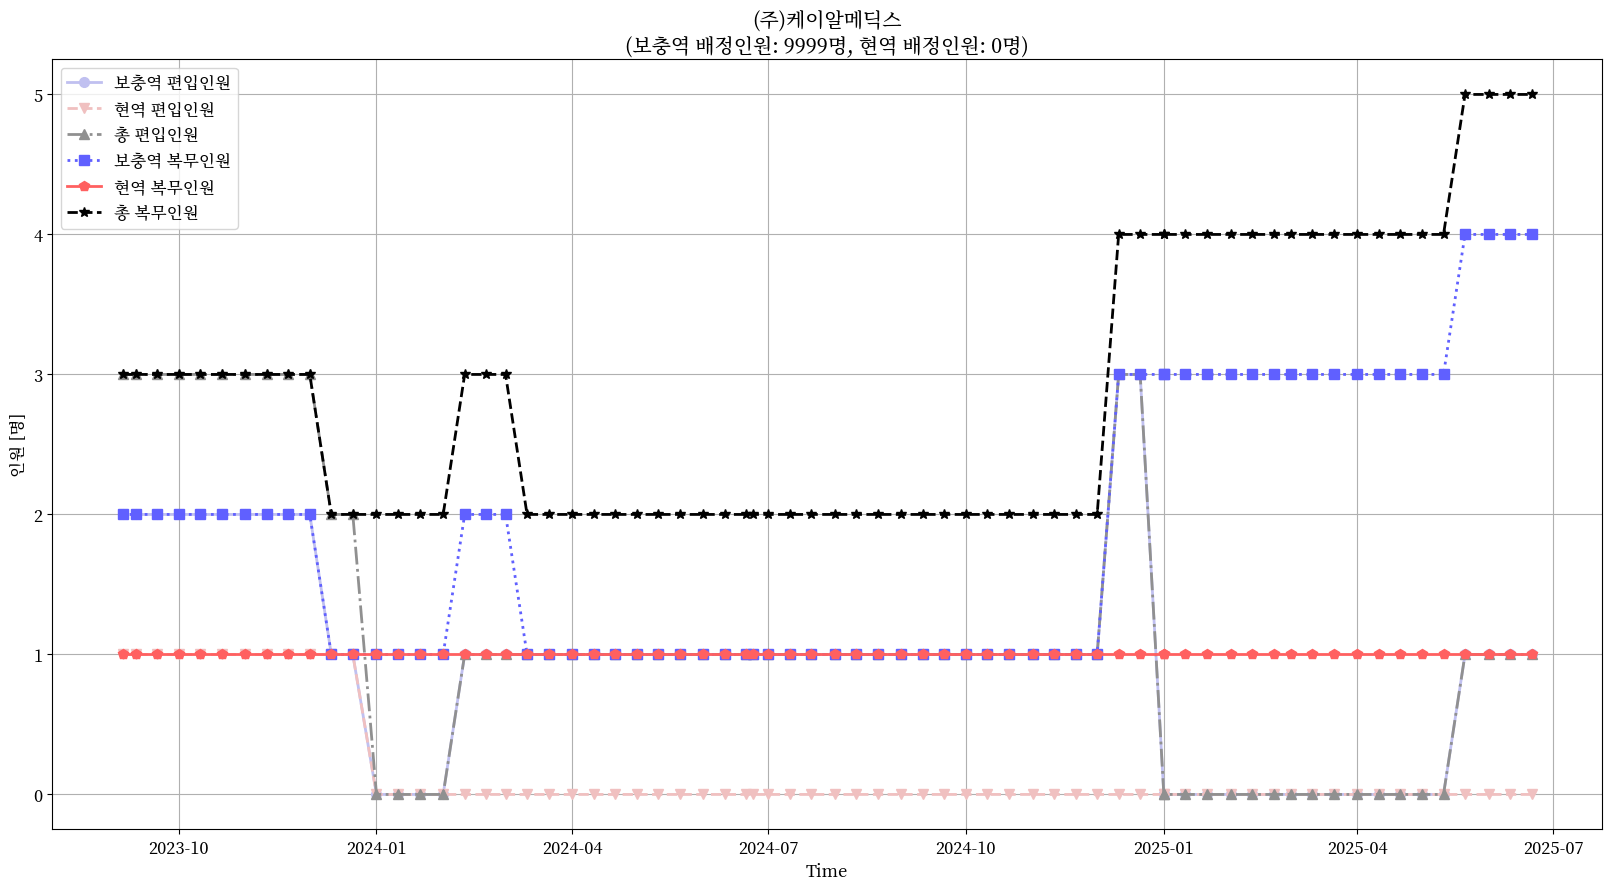 (주)케이알메딕스
(보충역 배정인원: 9999명, 현역 배정인원: 0명)
보충역 편입인원
현역 편입인원
총 편입인원
보충역 복무인원
현역 복무인원
총 복무인원
인원 [명]
5
4
3
2
1
0
2023-10 2024-01 2024-04 2024-07 2024-10 2025-01 2025-04 2025-07
Time